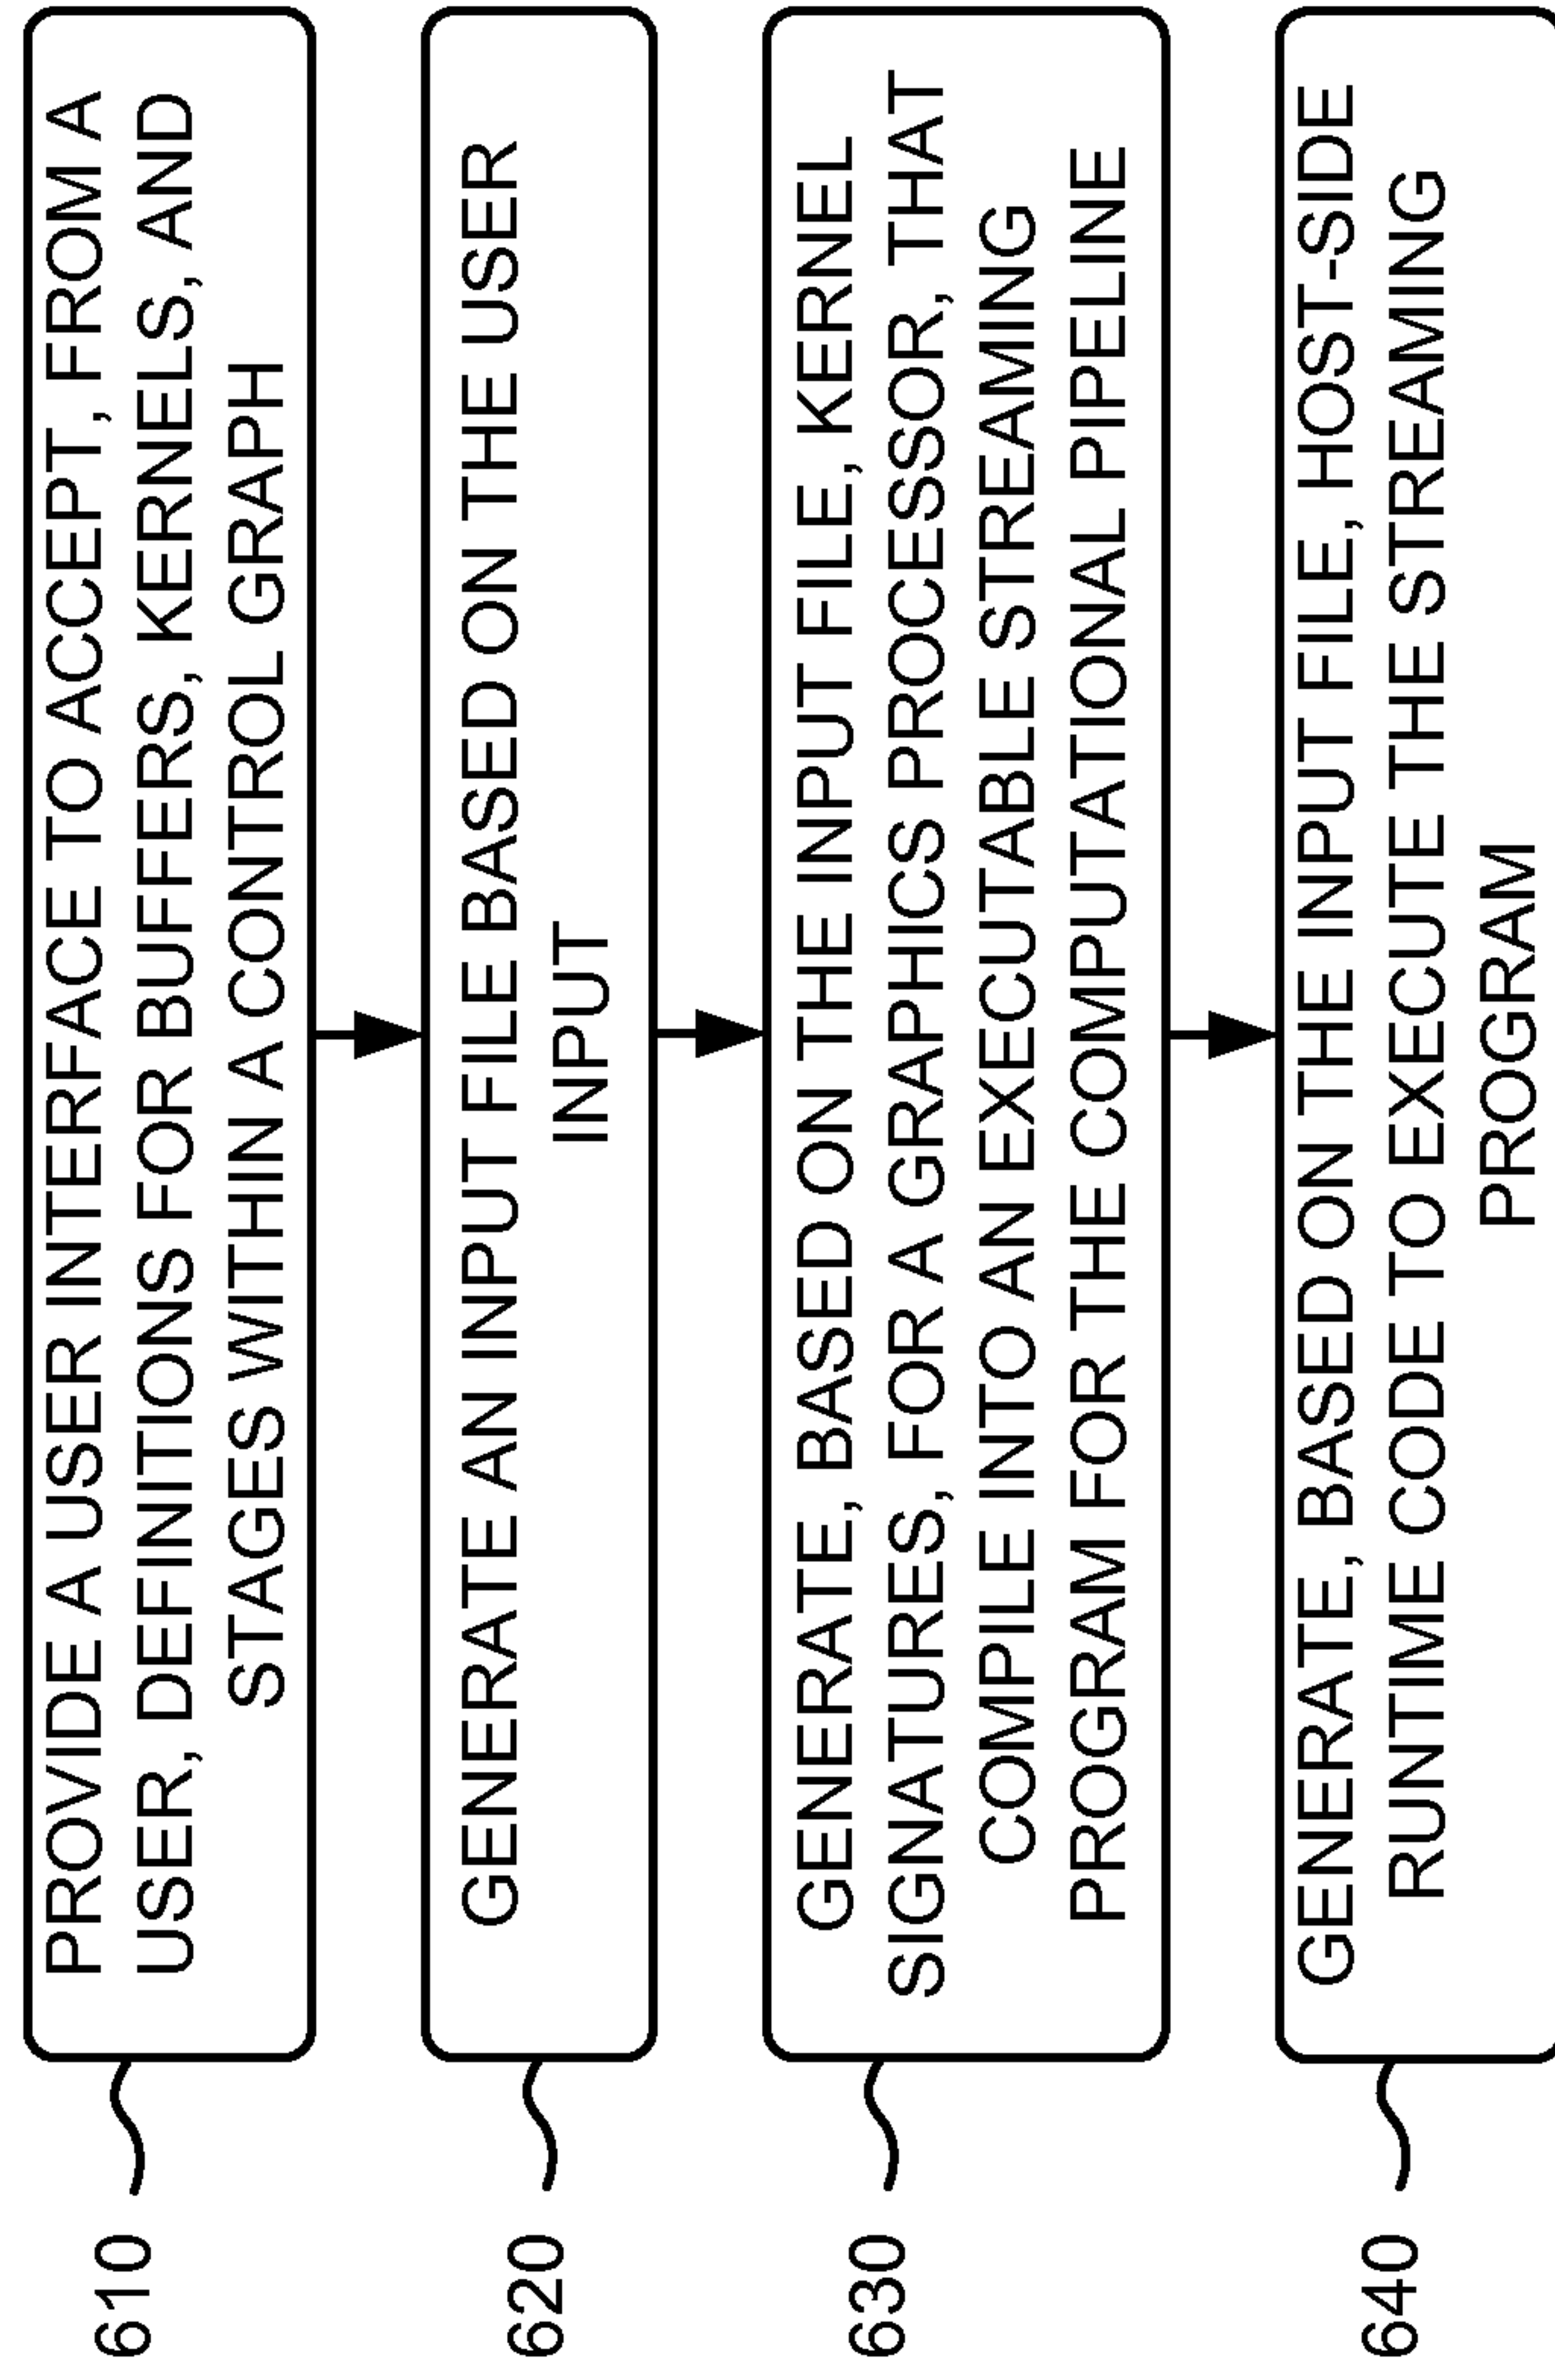 610
PROVIDE A USER INTERFACE TO ACCEPT, FROM A
USER, DEFINITIONS FOR BUFFERS, KERNELS, AND
STAGES WITHIN A CONTROL GRAPH
620
GENERATE AN INPUT FILE BASED ON THE USER
INPUT
630
GENERATE, BASED ON THE INPUT FILE, KERNEL
SIGNATURES, FOR A GRAPHICS PROCESSOR, THAT
COMPILE INTO AN EXECUTABLE STREAMING
PROGRAM FOR THE COMPUTATIONAL PIPELINE
640
GENERATE, BASED ON THE INPUT FILE, HOST-SIDE
RUNTIME CODE TO EXECUTE THE STREAMING
PROGRAM